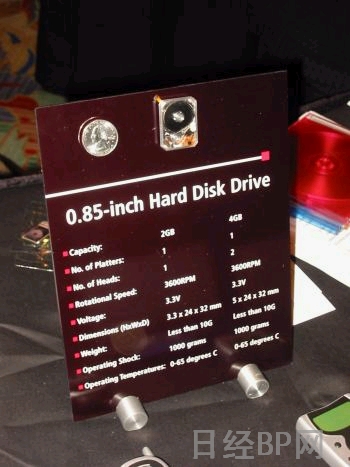 0.85-inch Hard Disk Drive
Capacity: 2GB 4GB
No. of Platters: 1 1
No. of Heads: 1 2
Rotational Speed: 3600RPM 3600RPM
Voltage: 3.3V 3.3V
Dimensions (HxWxD) 3.3 x 24 x 32 mm 5 x 24 x 32 mm
Weight: Less than 10G Less than 10G
Operating Shock: 1000 grams 1000 grams
Operating Temperatures: 0-65 degrees C 0-65 degrees C
日经BP网